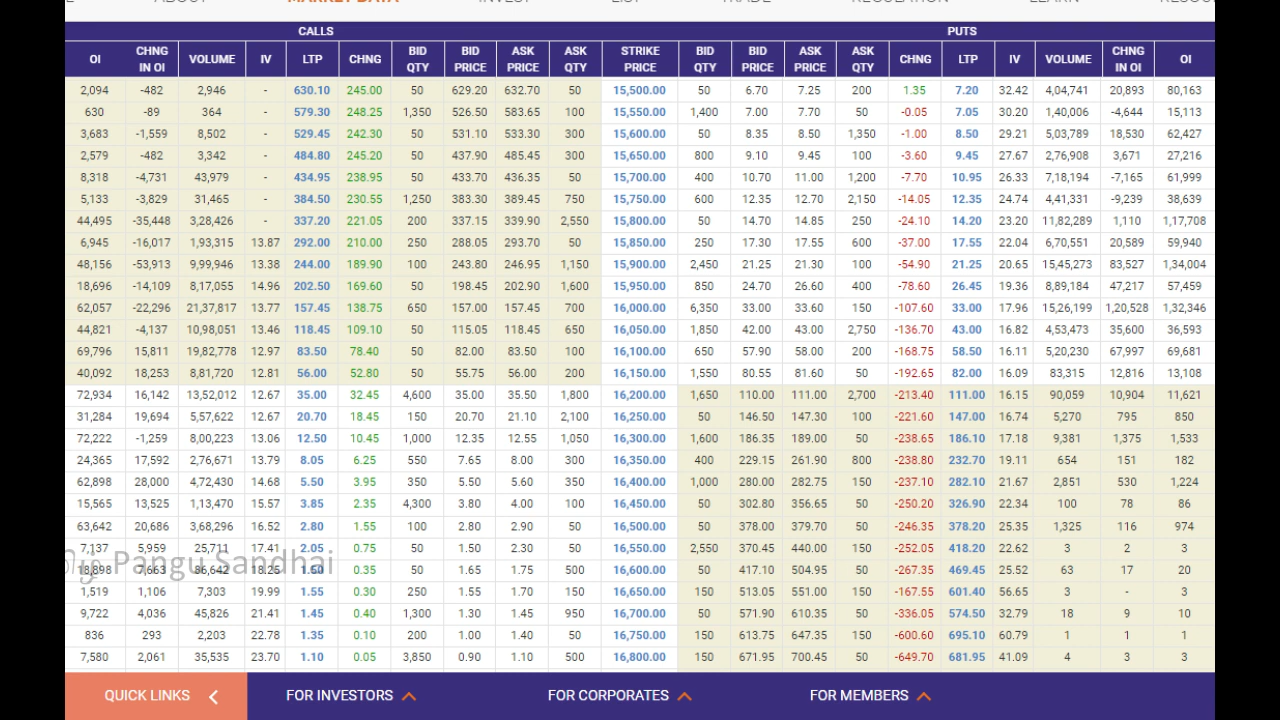 ABOUT MARKET DATA INVEST LIST TRADE REGULATION LEARN
CALLS PUTS
OI CHNG IN OI VOLUME IV LTP CHNG BID QTY BID PRICE ASK PRICE ASK QTY STRIKE PRICE BID QTY BID PRICE ASK PRICE ASK QTY CHNG LTP IV VOLUME CHNG IN OI OI
2,094 -482 2,946 - 630.10 245.00 50 629.20 632.70 50 15,500.00 50 6.70 7.25 200 1.35 7.20 32.42 4,04,741 20,893 80,163
630 -89 364 - 579.30 248.25 1,350 526.50 583.65 100 15,550.00 1,400 7.00 7.70 50 -0.05 7.05 30.20 1,40,006 -4,644 15,113
3,683 -1,559 8,502 - 529.45 242.30 50 531.10 533.30 300 15,600.00 50 8.35 8.50 1,350 -1.00 8.50 29.21 5,03,789 18,530 62,427
2,579 -482 3,342 - 484.80 245.20 50 437.90 485.45 300 15,650.00 800 9.10 9.45 100 -3.60 9.45 27.67 2,76,908 3,671 27,216
8,318 -4,731 43,979 - 434.95 238.95 50 433.70 436.35 50 15,700.00 400 10.70 11.00 1,200 -7.70 10.95 26.33 7,18,194 -7,165 61,999
5,133 -3,829 31,465 - 384.50 230.55 1,250 383.30 389.45 750 15,750.00 600 12.35 12.70 2,150 -14.05 12.35 24.74 4,41,331 -9,239 38,639
44,495 -35,448 3,28,426 - 337.20 221.05 200 337.15 339.90 2,550 15,800.00 50 14.70 14.85 250 -24.10 14.20 23.20 11,82,289 1,110 1,17,708
6,945 -16,017 1,93,315 13.87 292.00 210.00 250 288.05 293.70 50 15,850.00 250 17.30 17.55 600 -37.00 17.55 22.04 6,70,551 20,589 59,940
48,156 -53,913 9,99,946 13.38 244.00 189.90 100 243.80 246.95 1,150 15,900.00 2,450 21.25 21.30 100 -54.90 21.25 20.65 15,45,273 83,527 1,34,004
18,696 -14,109 8,17,055 14.96 202.50 169.60 50 198.45 202.90 1,600 15,950.00 850 24.70 26.60 400 -78.60 26.45 19.36 8,89,184 47,217 57,459
62,057 -22,296 21,37,817 13.77 157.45 138.75 650 157.00 157.45 700 16,000.00 6,350 33.00 33.60 150 -107.60 33.00 17.96 15,26,199 1,20,528 1,32,346
44,821 -4,137 10,98,051 13.46 118.45 109.10 50 115.05 118.45 650 16,050.00 1,850 42.00 43.00 2,750 -136.70 43.00 16.82 4,53,473 35,600 36,593
69,796 15,811 19,82,778 12.97 83.50 78.40 50 82.00 83.50 100 16,100.00 650 57.90 58.00 200 -168.75 58.50 16.11 5,20,230 67,997 69,681
40,092 18,253 8,81,720 12.81 56.00 52.80 50 55.75 56.00 200 16,150.00 1,550 80.55 81.60 50 -192.65 82.00 16.09 83,315 12,816 13,108
72,934 16,142 13,52,012 12.67 35.00 32.45 4,600 35.00 35.50 1,800 16,200.00 1,650 110.00 111.00 2,700 -213.40 111.00 16.15 90,059 10,904 11,621
31,284 19,694 5,57,622 12.67 20.70 18.45 150 20.70 21.10 2,100 16,250.00 50 146.50 147.30 100 -221.60 147.00 16.74 5,270 795 850
72,222 -1,259 8,00,223 13.06 12.50 10.45 1,000 12.35 12.55 1,050 16,300.00 1,600 186.35 189.00 50 -238.65 186.10 17.18 9,381 1,375 1,533
24,365 17,592 2,76,671 13.79 8.05 6.25 550 7.65 8.00 300 16,350.00 400 229.15 261.90 800 -238.80 232.70 19.11 654 151 182
62,898 28,000 4,72,430 14.68 5.50 3.95 350 5.50 5.60 350 16,400.00 1,000 280.00 282.75 150 -237.10 282.10 21.67 2,851 530 1,224
15,565 13,525 1,13,470 15.57 3.85 2.35 4,300 3.80 4.00 100 16,450.00 50 302.80 356.65 50 -250.20 326.90 22.34 100 78 86
63,642 20,686 3,68,296 16.52 2.80 1.55 100 2.80 2.90 50 16,500.00 50 378.00 379.70 50 -246.35 378.20 25.35 1,325 116 974
7,137 5,959 25,711 17.41 2.05 0.75 50 1.50 2.30 50 16,550.00 2,550 370.45 440.00 150 -252.05 418.20 22.62 3 2 3
Pangu Sandhai
18,898 7,663 86,642 18.25 1.50 0.35 50 1.65 1.75 500 16,600.00 50 417.10 504.95 50 -267.35 469.45 25.52 63 17 20
1,519 1,106 7,303 19.99 1.55 0.30 250 1.55 1.70 150 16,650.00 150 513.05 551.00 150 -167.55 601.40 56.65 3 - 3
9,722 4,036 45,826 21.41 1.45 0.40 1,300 1.30 1.45 950 16,700.00 50 571.90 610.35 50 -336.05 574.50 32.79 18 9 10
836 293 2,203 22.78 1.35 0.10 200 1.00 1.40 50 16,750.00 150 613.75 647.35 150 -600.60 695.10 60.79 1 1 1
7,580 2,061 35,535 23.70 1.10 0.05 3,850 0.90 1.10 500 16,800.00 150 671.95 700.45 50 -649.70 681.95 41.09 4 3 3
QUICK LINKS FOR INVESTORS FOR CORPORATES FOR MEMBERS